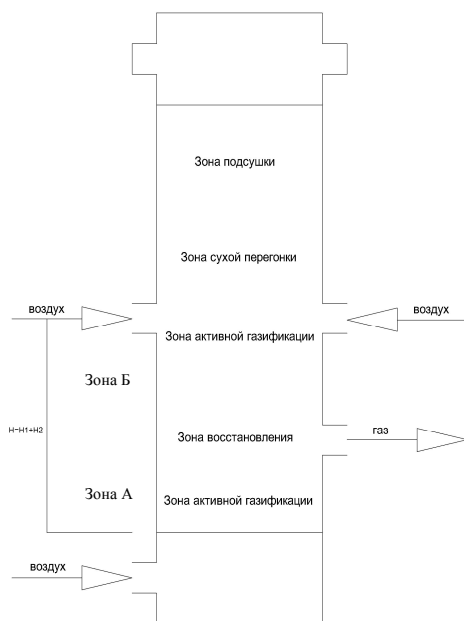 Зона подсушки
Зона сухой перегонки
воздух
воздух
Зона активной газификации
Зона Б
H-H1+H2
Зона восстановления
газ
Зона А
Зона активной газификации
воздух